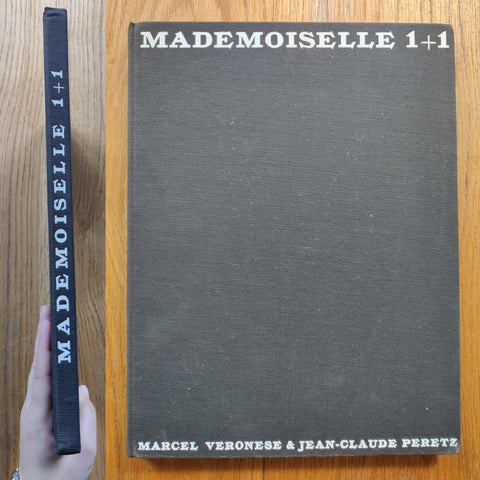 MADEMOISELLE 1+1
MADEMOISELLE 1+1
MARCEL VERONESE & JEAN-CLAUDE PERETZ